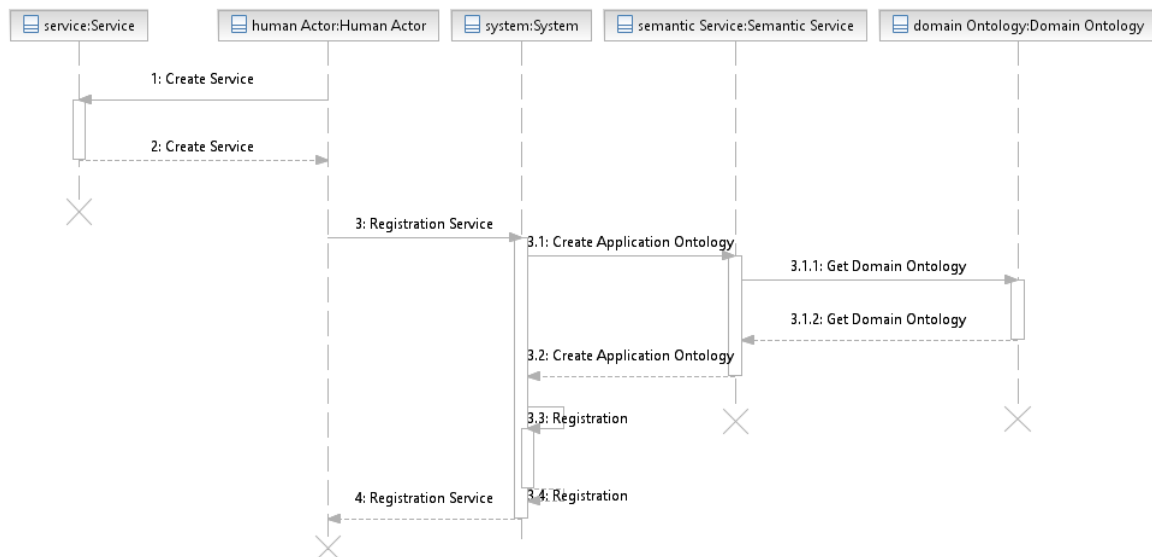 service:Service
human Actor:Human Actor
system:System
semantic Service:Semantic Service
domain Ontology:Domain Ontology
1: Create Service
2: Create Service
3: Registration Service
3.1: Create Application Ontology
3.1.1: Get Domain Ontology
3.1.2: Get Domain Ontology
3.2: Create Application Ontology
3.3: Registration
3.4: Registration
4: Registration Service